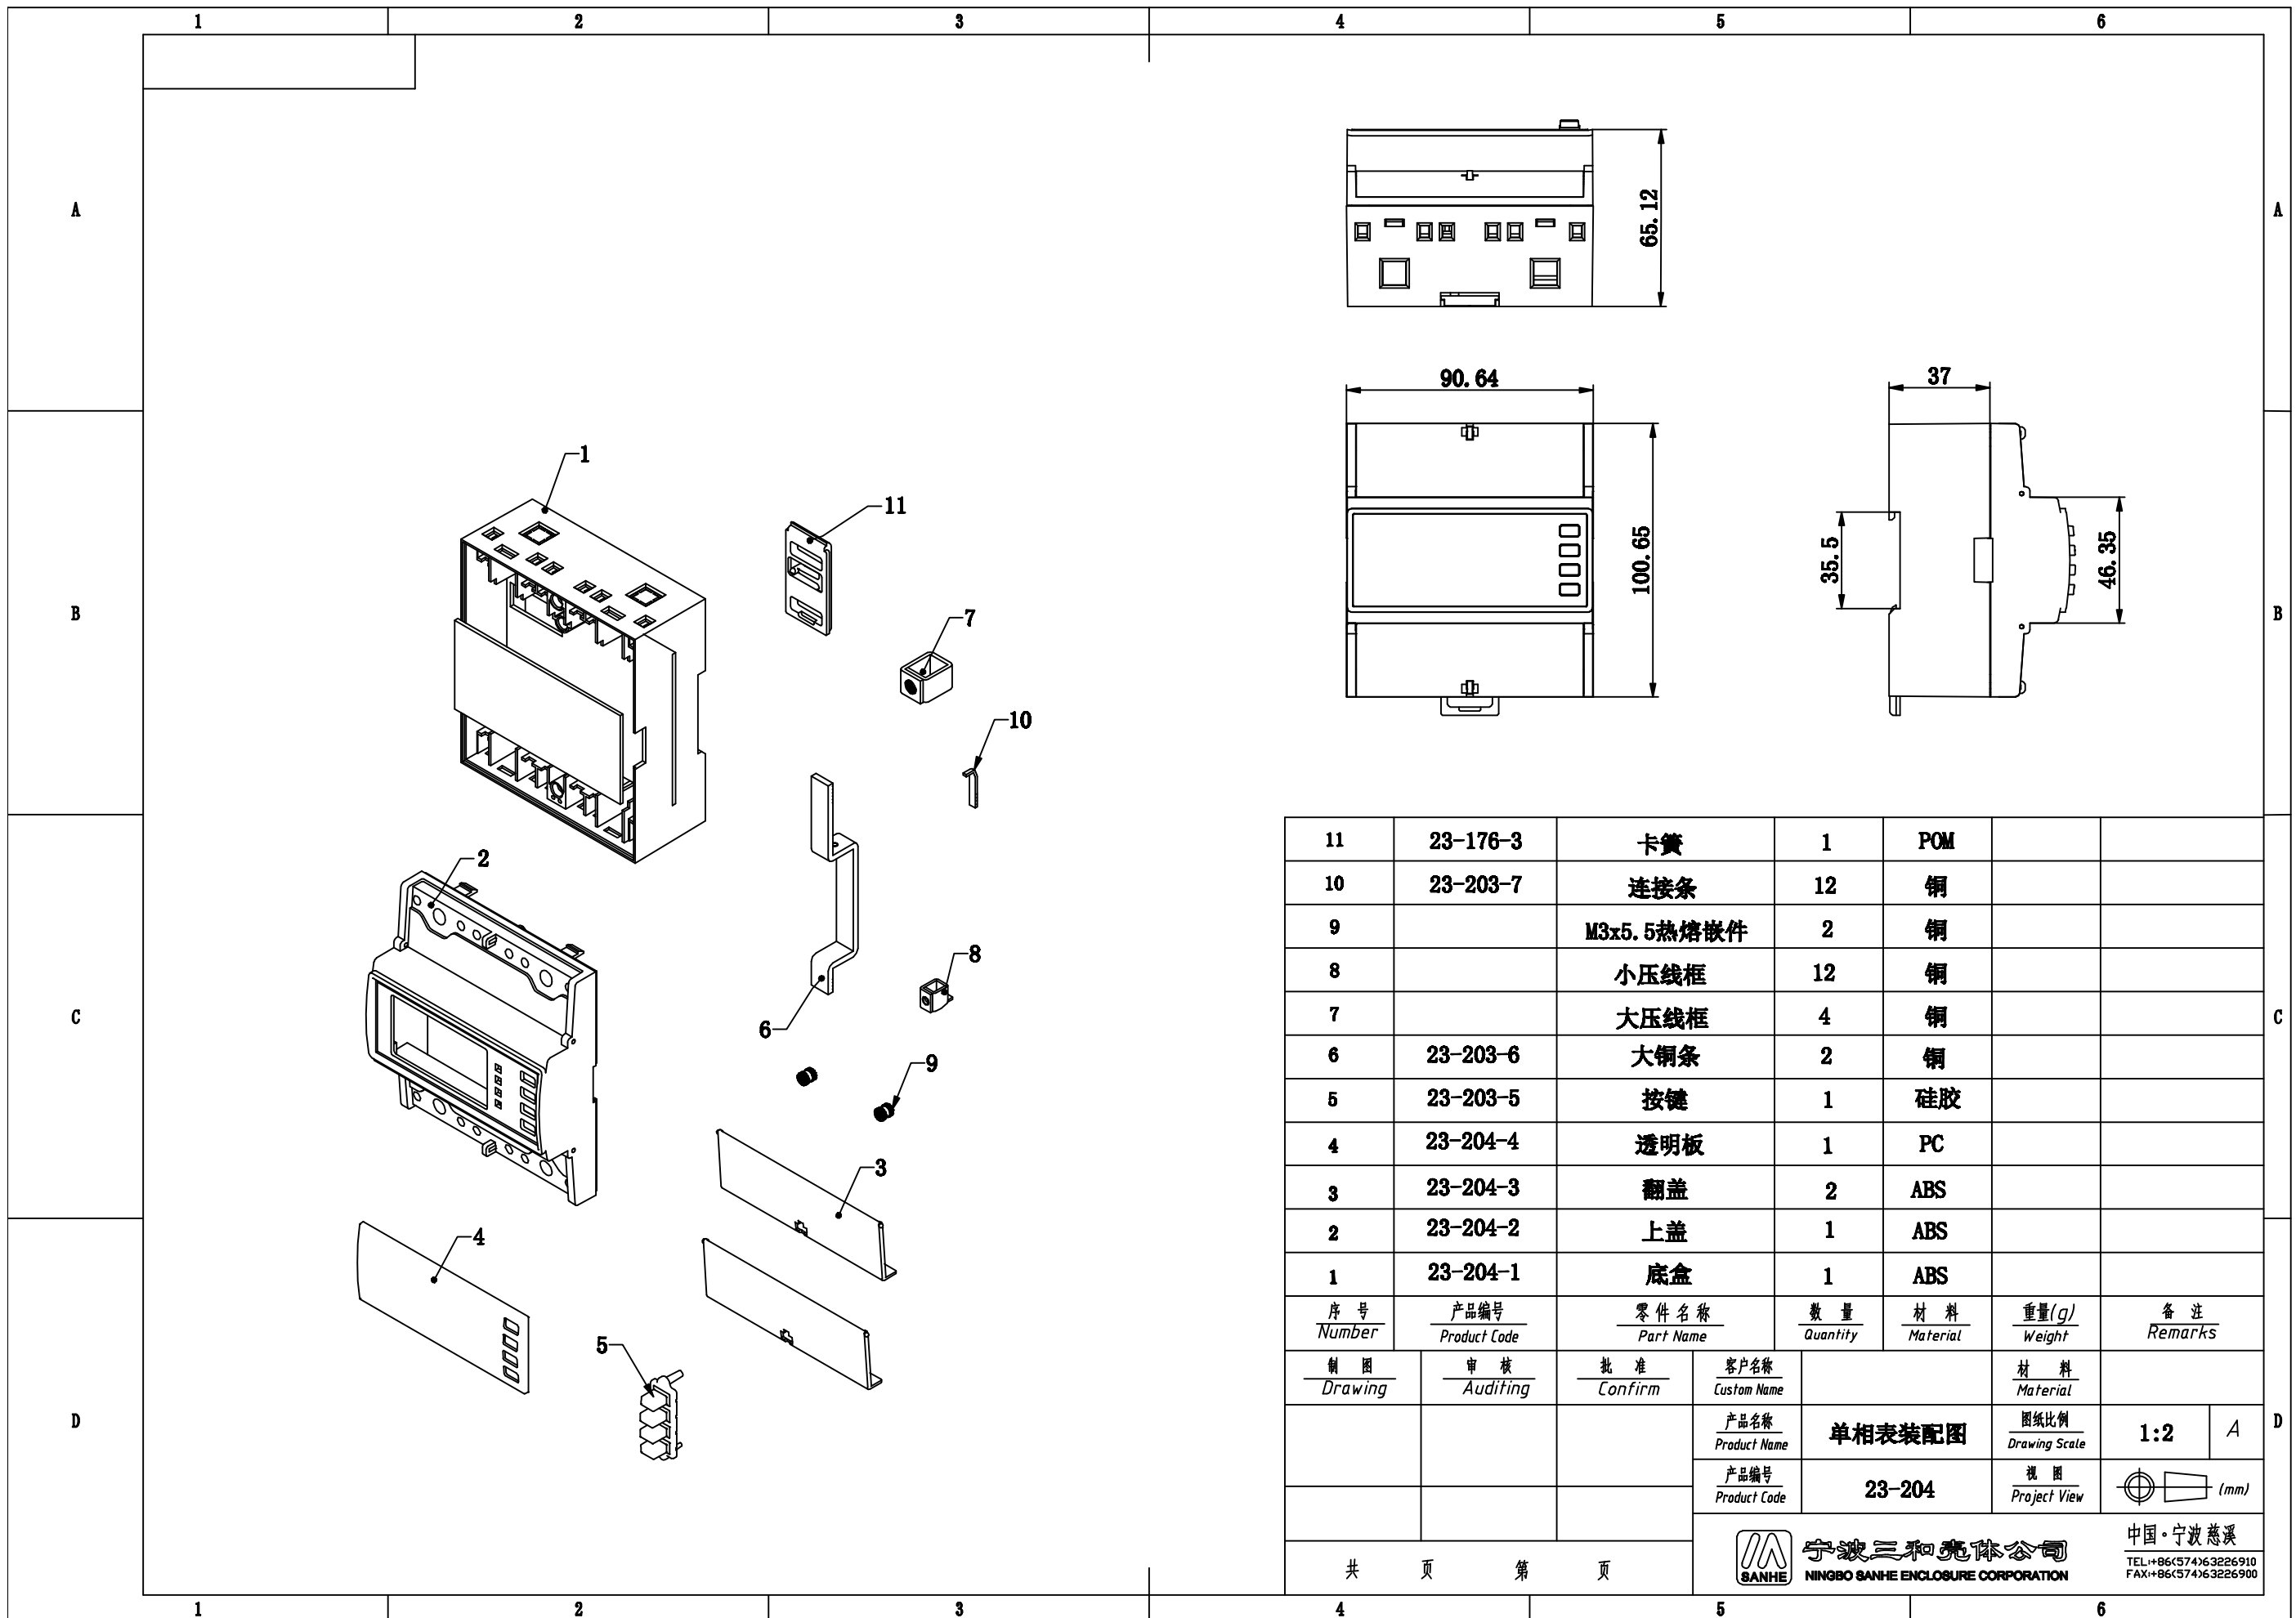 1 2 3 4 5 6
A A
65.12
90.64
37
100.65
35.5
46.35
B B
1
11
7
10
2
8
6
9
3
4
5
C C
11 23-176-3 卡簧 1 POM
10 23-203-7 连接条 12 铜
9 M3x5.5热熔嵌件 2 铜
8 小压线框 12 铜
7 大压线框 4 铜
6 23-203-6 大铜条 2 铜
5 23-203-5 按键 1 硅胶
4 23-204-4 透明板 1 PC
3 23-204-3 翻盖 2 ABS
2 23-204-2 上盖 1 ABS
1 23-204-1 底盒 1 ABS
序号 产品编号 零件名称 数量 材料 重量(g) 备注
Number Product Code Part Name Quantity Material Weight Remarks
制图 审核 批准 客户名称 材料
Drawing Auditing Confirm Custom Name Material
D D
产品名称 单相表装配图 图纸比例 1:2 A
Product Name Drawing Scale
产品编号 23-204 视图 (mm)
Product Code Project View
共 页 第 页
SANHE
宁波三和壳体公司
NINGBO SANHE ENCLOSURE CORPORATION
中国·宁波慈溪
TEL:+86(574)63226910
FAX:+86(574)63226900
1 2 3 4 5 6